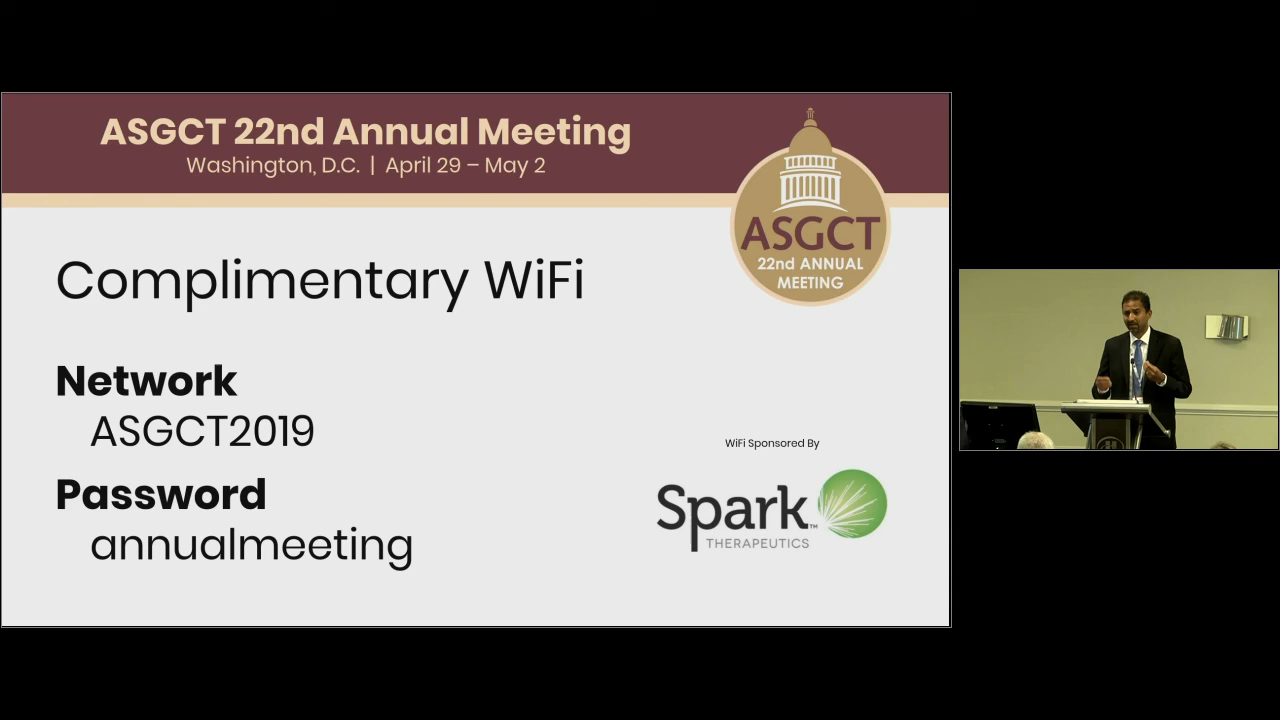 ASGCT 22nd Annual Meeting
Washington, D.C. | April 29 – May 2
ASGCT
22nd ANNUAL
MEETING
Complimentary WiFi
Network
ASGCT2019
Password
annualmeeting
WiFi Sponsored By
Spark™
THERAPEUTICS